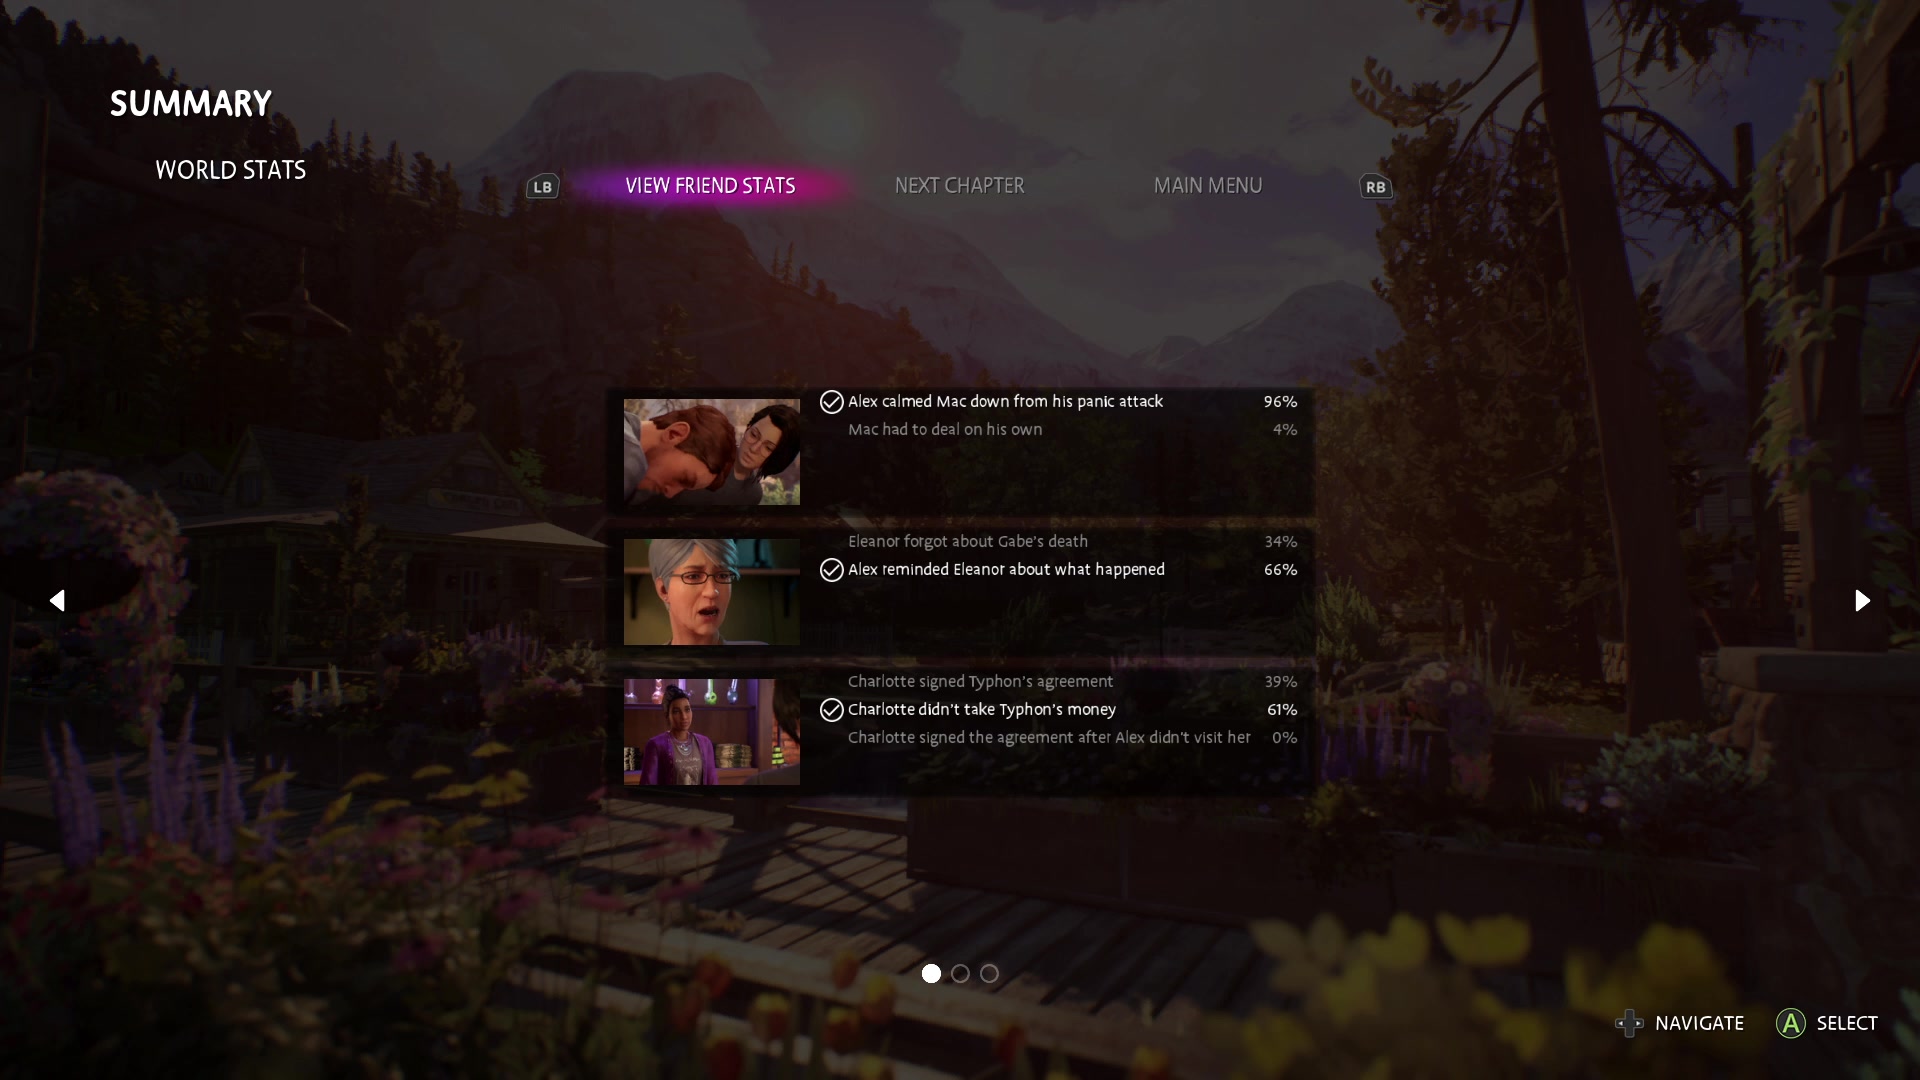 SUMMARY
WORLD STATS
LB
VIEW FRIEND STATS
NEXT CHAPTER
MAIN MENU
RB
Alex calmed Mac down from his panic attack 96%
Mac had to deal on his own 4%
Eleanor forgot about Gabe's death 34%
Alex reminded Eleanor about what happened 66%
Charlotte signed Typhon's agreement 39%
Charlotte didn't take Typhon's money 61%
Charlotte signed the agreement after Alex didn't visit her 0%
NAVIGATE
A SELECT